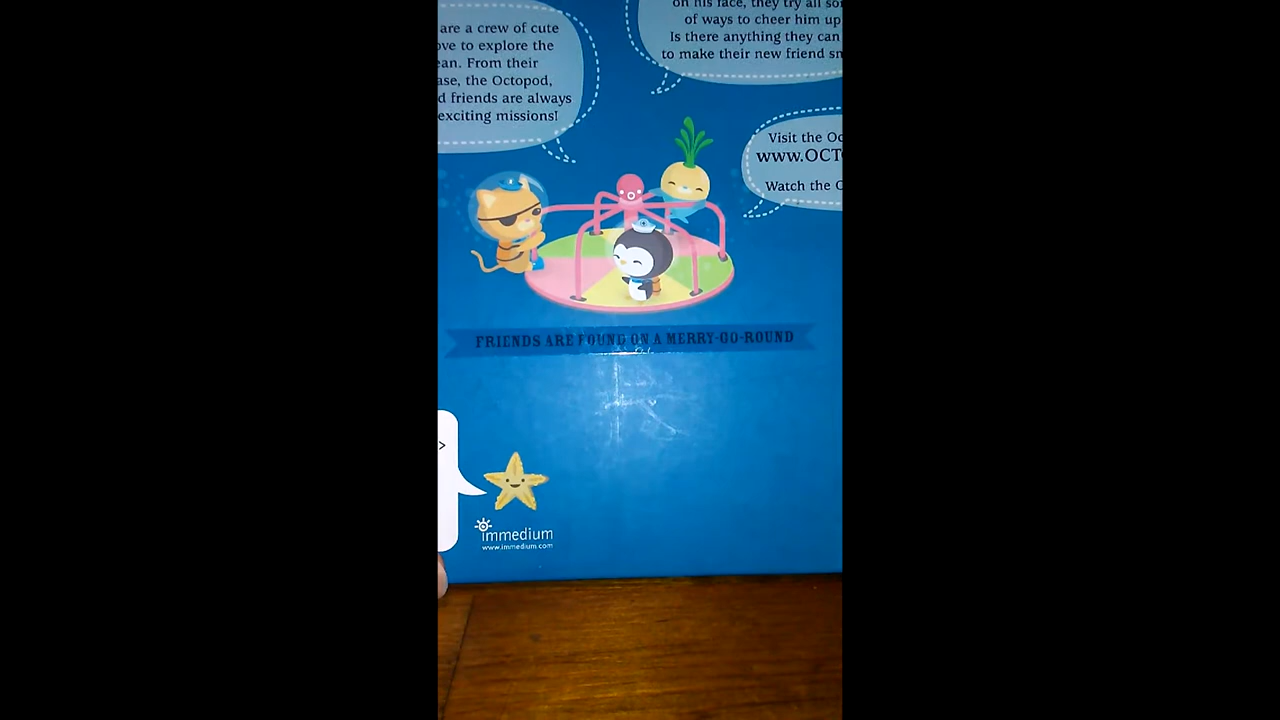 are a crew of cute
ove to explore the
ean. From their
ase, the Octopod,
d friends are always
exciting missions!
on his face, they try all so
of ways to cheer him up
Is there anything they can
to make their new friend sm
Visit the Oc
www.OCTO
Watch the O
FRIENDS ARE FOUND ON A MERRY-GO-ROUND
>
immedium
www.immedium.com